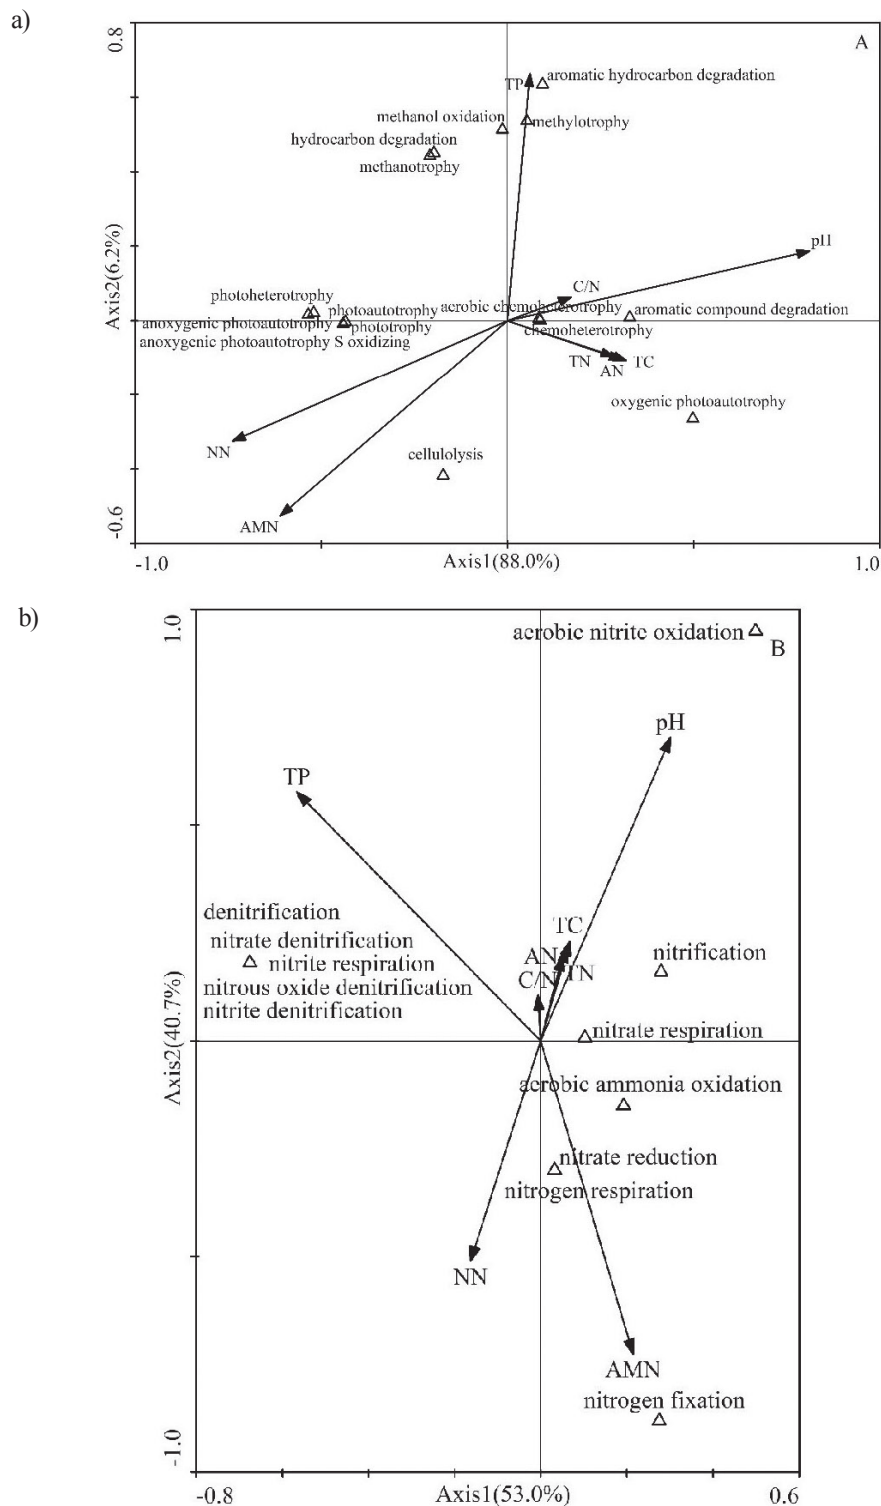 a)
0.8
A
aromatic hydrocarbon degradation
TP
methanol oxidation
methylotrophy
hydrocarbon degradation
methanotrophy
pH
C/N
photoheterotrophy
photoautotrophy
aerobic chemoheterotrophy
aromatic compound degradation
anoxygenic photoautotrophy
phototrophy
chemoheterotrophy
anoxygenic photoautotrophy S oxidizing
TN
AN
TC
oxygenic photoautotrophy
NN
cellulolysis
AMN
Axis2(6.2%)
-0.6
-1.0
Axis1(88.0%)
1.0
b)
1.0
aerobic nitrite oxidation
B
pH
TP
denitrification
TC
nitrate denitrification
AN
nitrification
nitrite respiration
TN
C/N
nitrous oxide denitrification
nitrite denitrification
nitrate respiration
Axis2(40.7%)
aerobic ammonia oxidation
nitrate reduction
nitrogen respiration
NN
AMN
nitrogen fixation
-1.0
-0.8
Axis1(53.0%)
0.6